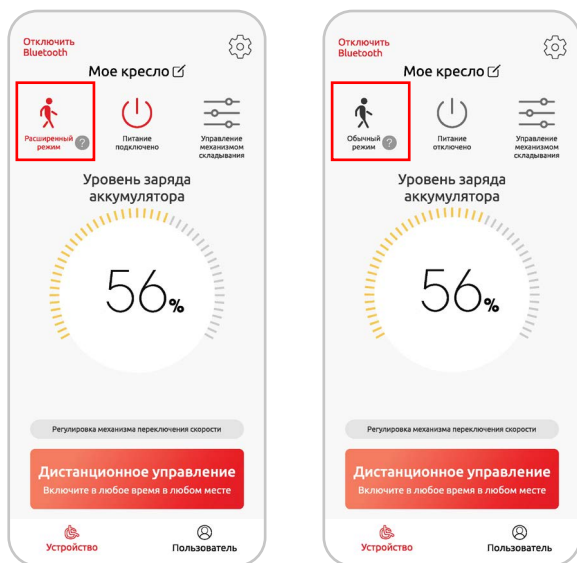 Отключить
Bluetooth
Мое кресло
Расширенный
режим
?
Питание
подключено
Управление
механизмом
складывания
Уровень заряда
аккумулятора
56%
Регулировка механизма переключения скорости
Дистанционное управление
Включите в любое время в любом месте
Устройство
Пользователь
Отключить
Bluetooth
Мое кресло
Обычный
режим
?
Питание
отключено
Управление
механизмом
складывания
Уровень заряда
аккумулятора
56%
Регулировка механизма переключения скорости
Дистанционное управление
Включите в любое время в любом месте
Устройство
Пользователь